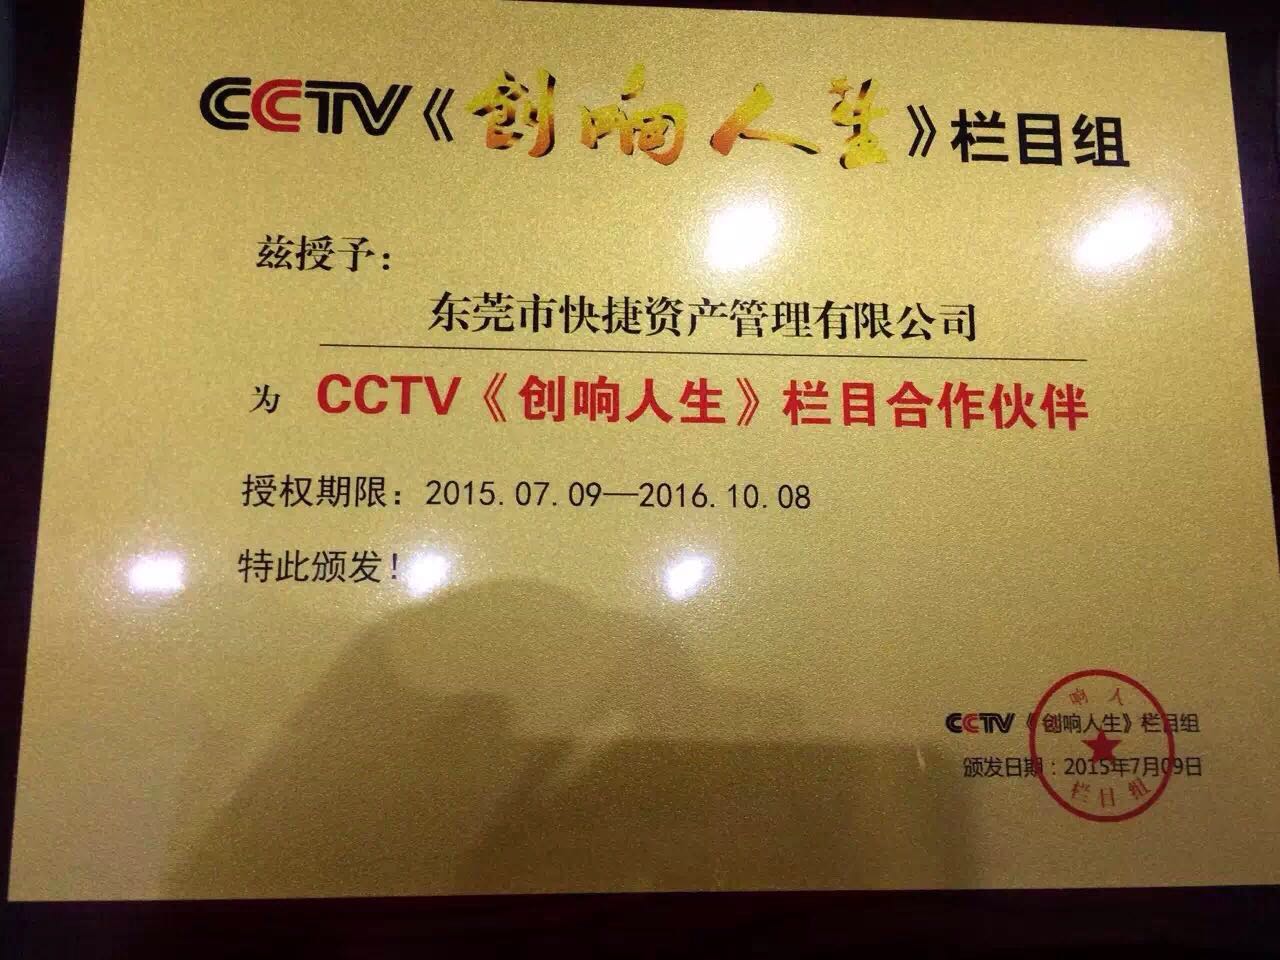 CCTV《创响人生》栏目组
兹授予：
东莞市快捷资产管理有限公司
为 CCTV《创响人生》栏目合作伙伴
授权期限：2015.07.09—2016.10.08
特此颁发！
CCTV《创响人生》栏目组
颁发日期：2015年7月09日
响人
栏目组